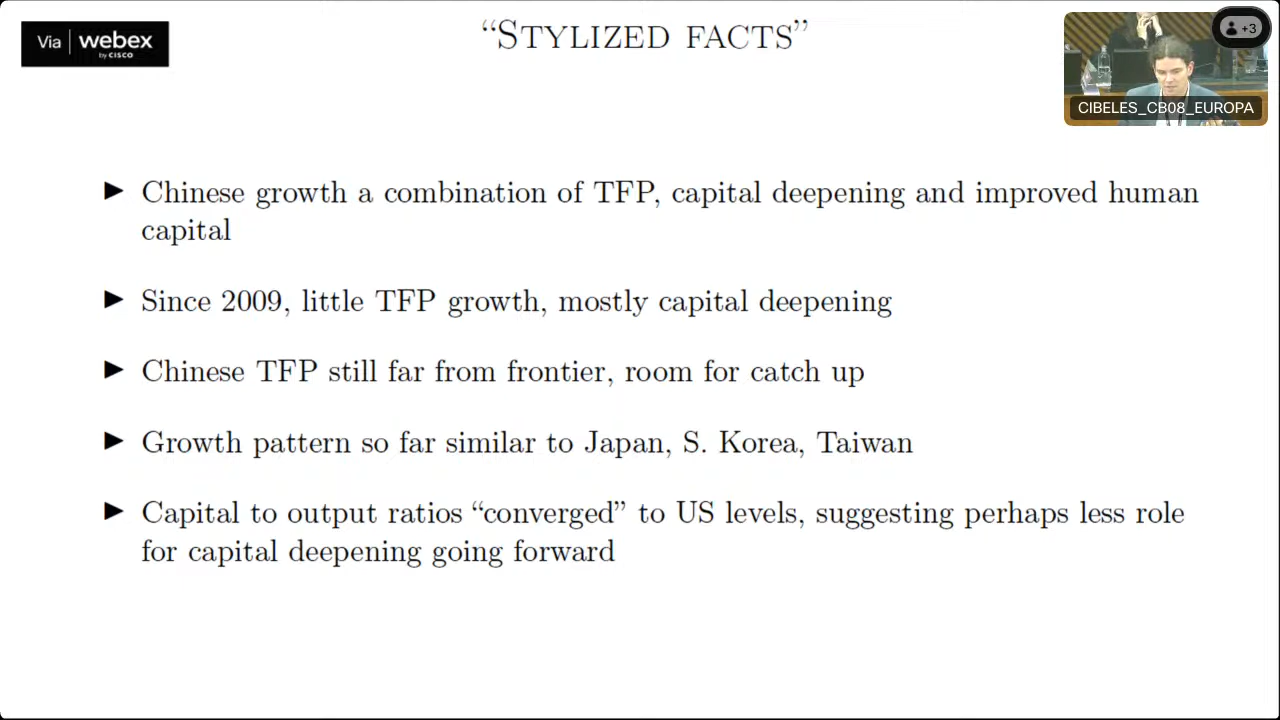 Via webex
by CISCO
“STYLIZED FACTS”
+3
CIBELES_CB08_EUROPA
▶ Chinese growth a combination of TFP, capital deepening and improved human
capital
▶ Since 2009, little TFP growth, mostly capital deepening
▶ Chinese TFP still far from frontier, room for catch up
▶ Growth pattern so far similar to Japan, S. Korea, Taiwan
▶ Capital to output ratios “converged” to US levels, suggesting perhaps less role
for capital deepening going forward